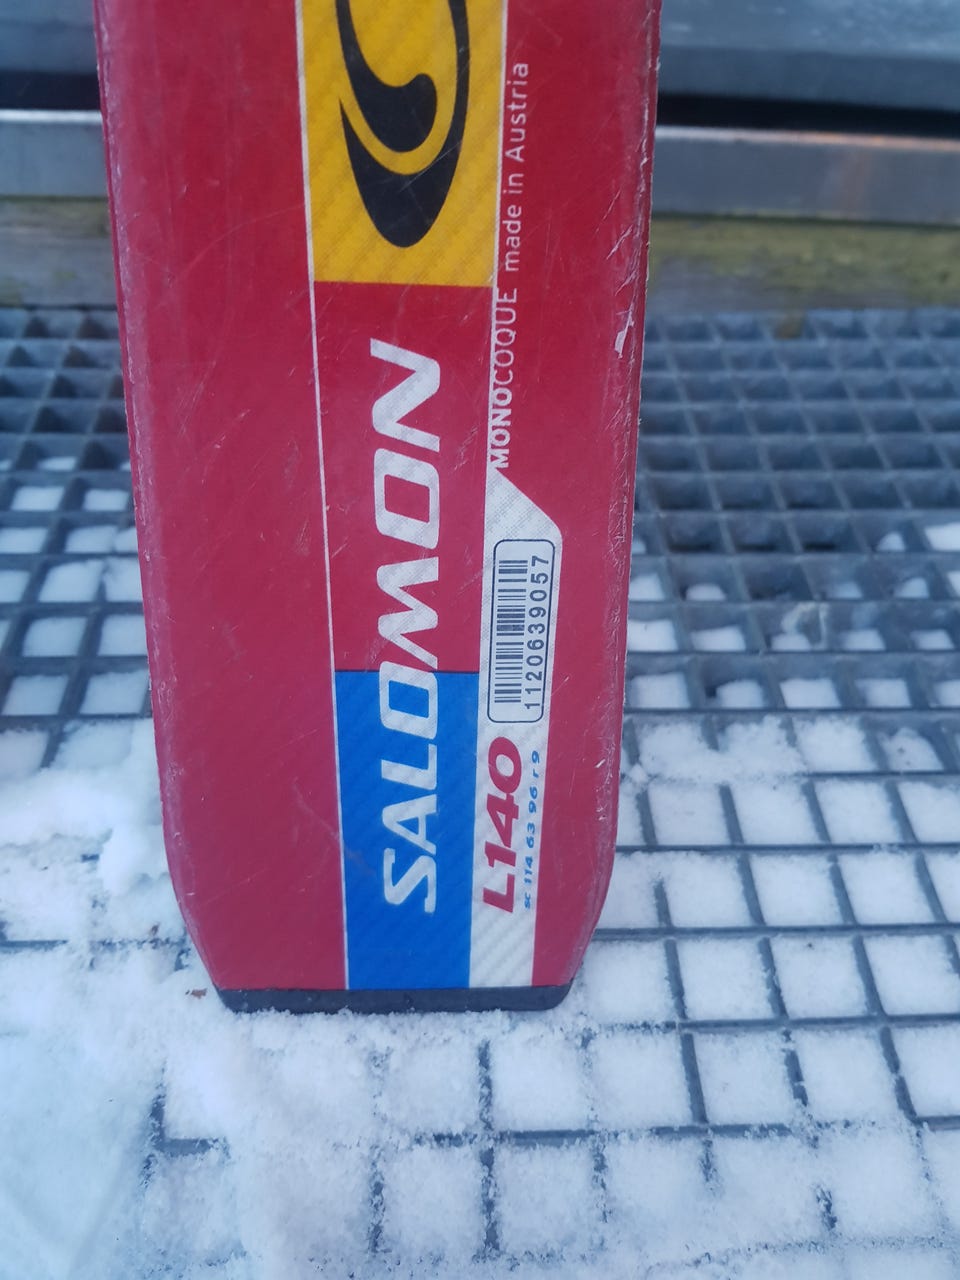 SALOMON
MONOCOQUE made in Austria
1120639057
L140
sc 114 63 96 r 9